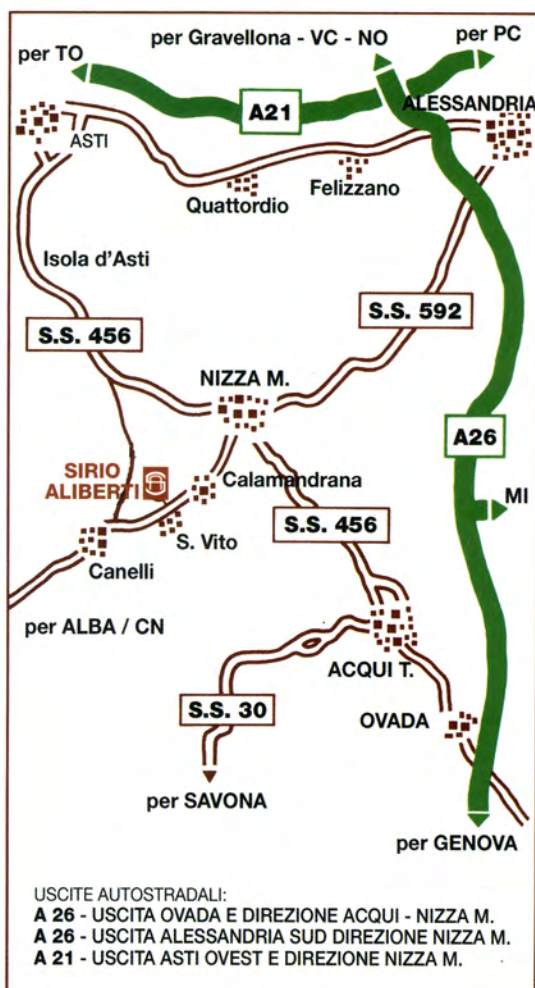 per Gravellona - VC - NO
per PC
per TO
A21
ALESSANDRIA
ASTI
Quattordio
Felizzano
Isola d'Asti
S.S. 592
S.S. 456
NIZZA M.
A26
SIRIO
ALIBERTI
Calamandrana
MI
S.S. 456
S. Vito
Canelli
per ALBA / CN
ACQUI T.
S.S. 30
OVADA
per SAVONA
per GENOVA
USCITE AUTOSTRADALI:
A 26 - USCITA OVADA E DIREZIONE ACQUI - NIZZA M.
A 26 - USCITA ALESSANDRIA SUD DIREZIONE NIZZA M.
A 21 - USCITA ASTI OVEST E DIREZIONE NIZZA M.